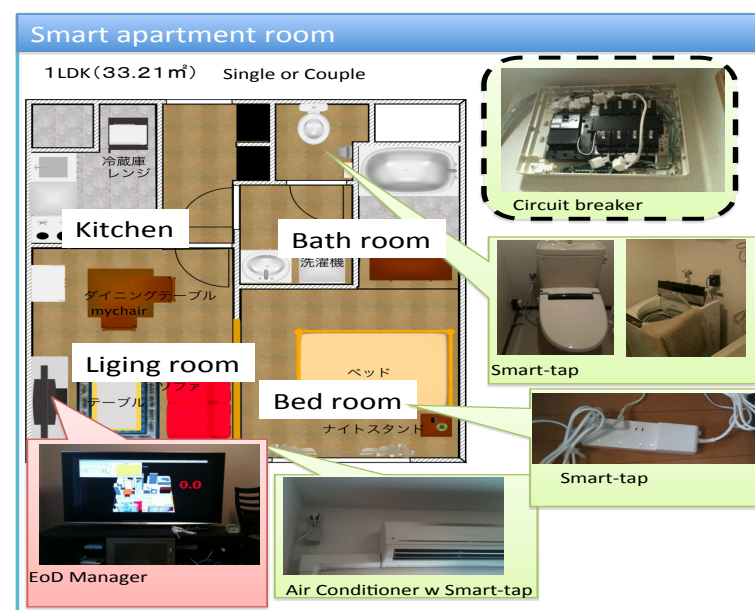 Smart apartment room
1LDK(33.21㎡) Single or Couple
冷蔵庫
レンジ
Circuit breaker
Kitchen
Bath room
洗濯機
ダイニングテーブル
mychair
Smart-tap
Liging room
ソファ
テーブル
ベッド
Bed room
ナイトスタンド
0.0
Smart-tap
EoD Manager
Air Conditioner w Smart-tap